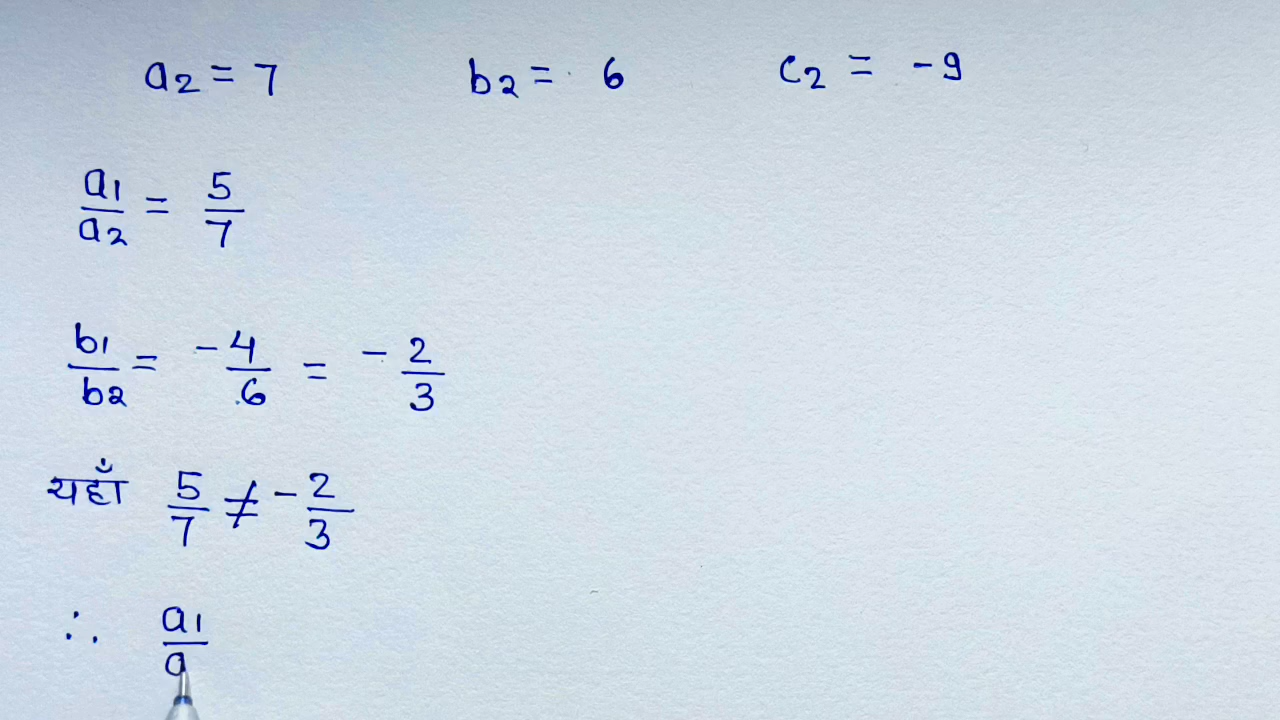 a2 = 7 b2 = 6 c2 = -9
a1/a2 = 5/7
b1/b2 = -4/6 = -2/3
यहाँ 5/7 ≠ -2/3
∴ a1/a